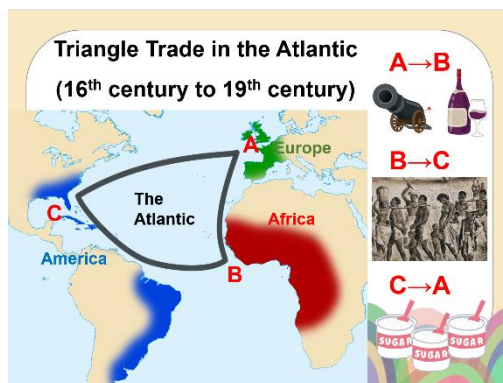 Triangle Trade in the Atlantic
(16th century to 19th century)
A→B
A
Europe
B→C
The
Atlantic
Africa
C
America
B
C→A
SUGAR
SUGAR
SUGAR